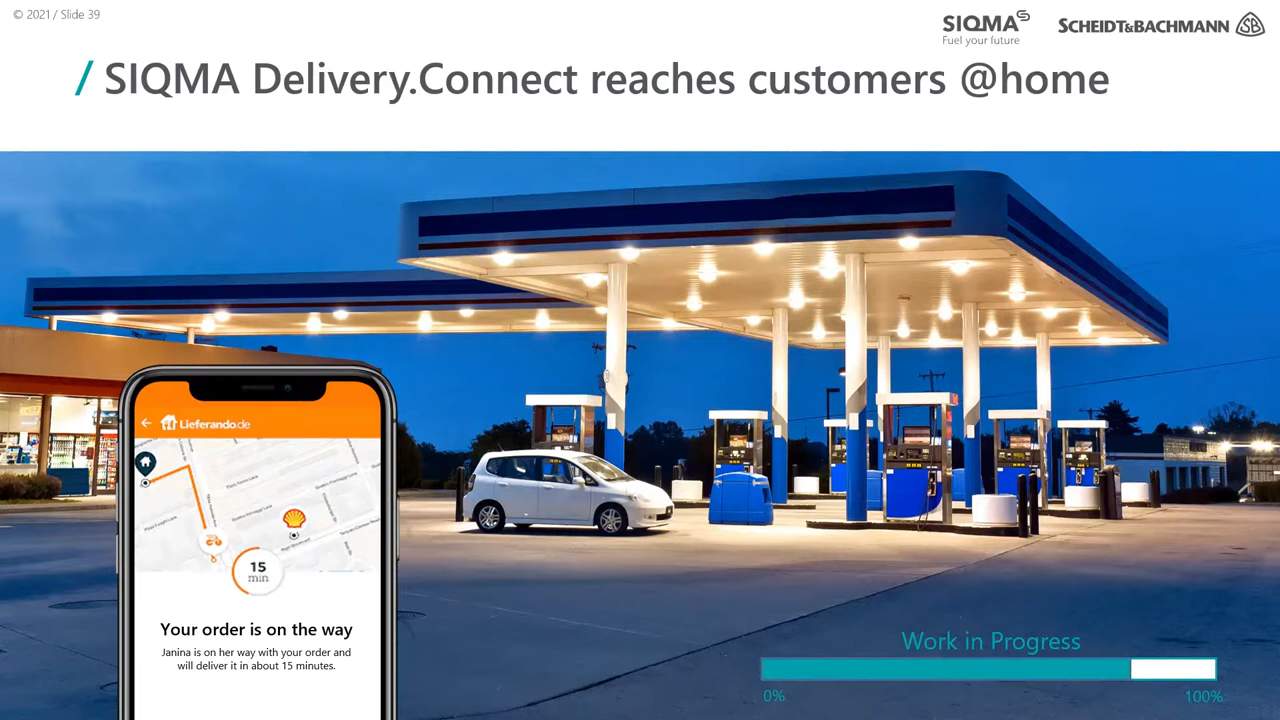 © 2021 / Slide 39
SIQMA
Fuel your future
SCHEIDT&BACHMANN
SB
/ SIQMA Delivery.Connect reaches customers @home
Lieferando.de
15
min
Your order is on the way
Janina is on her way with your order and
will deliver it in about 15 minutes.
Work in Progress
0%
100%